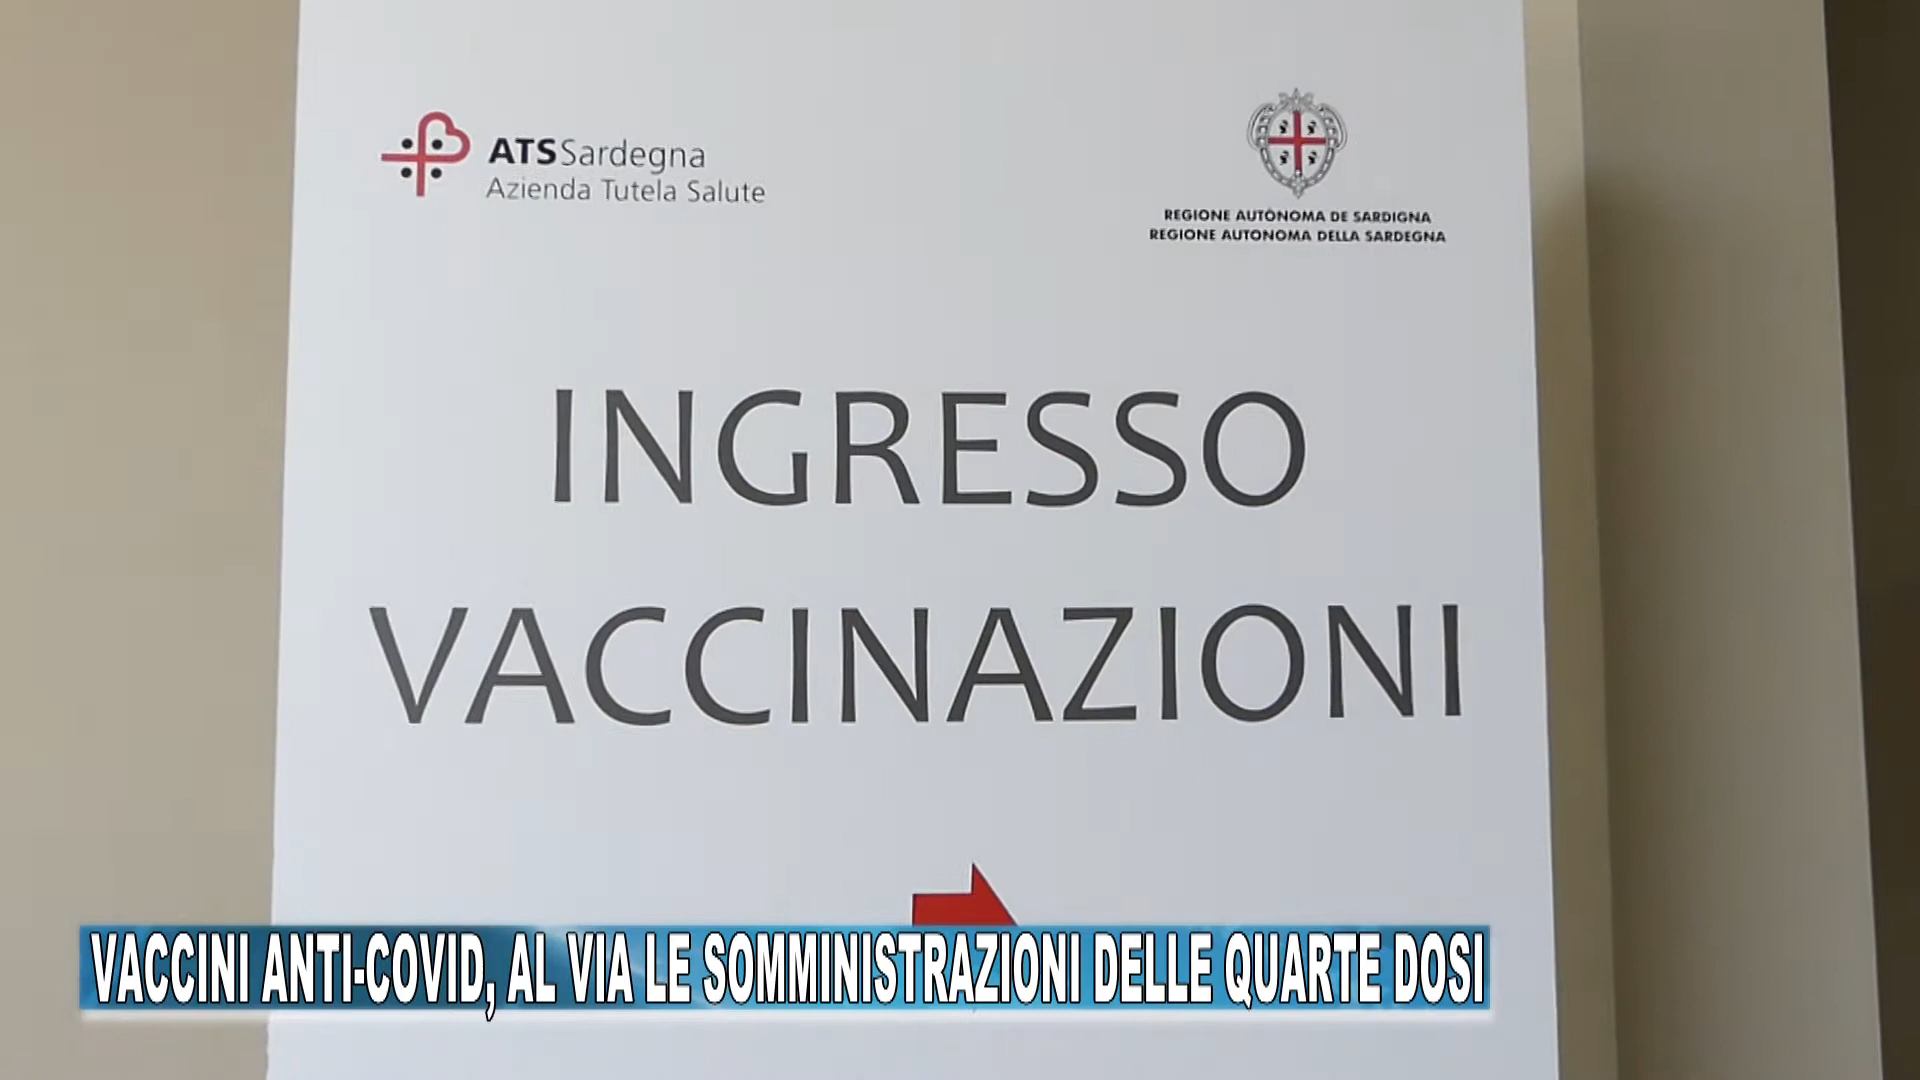 ATSSardegna
Azienda Tutela Salute
REGIONE AUTÒNOMA DE SARDIGNA
REGIONE AUTONOMA DELLA SARDEGNA
INGRESSO
VACCINAZIONI
VACCINI ANTI-COVID, AL VIA LE SOMMINISTRAZIONI DELLE QUARTE DOSI